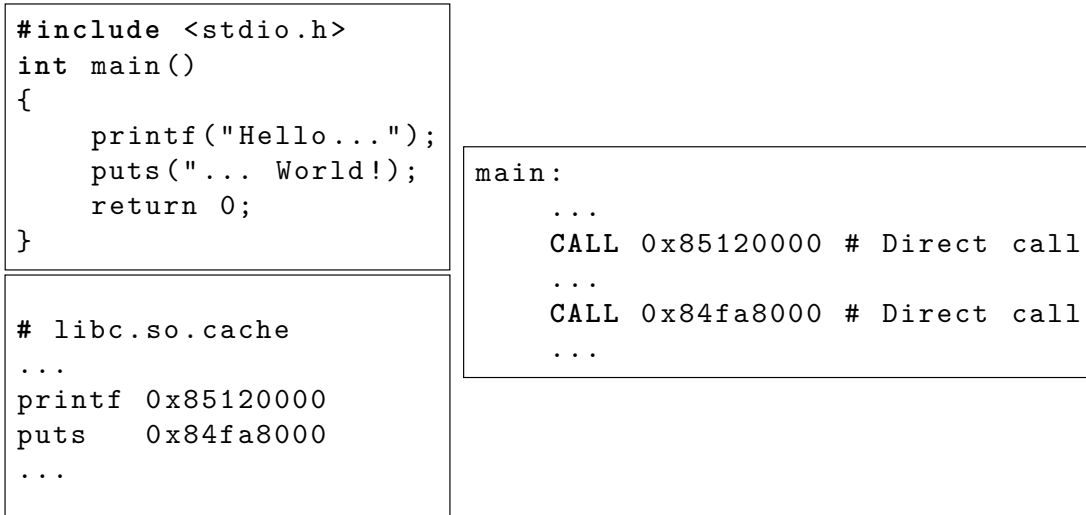 #include <stdio.h>
int main()
{
    printf("Hello...");
    puts("... World!);
    return 0;
}
# libc.so.cache
...
printf 0x85120000
puts   0x84fa8000
...
main:
    ...
    CALL 0x85120000 # Direct call
    ...
    CALL 0x84fa8000 # Direct call
    ...